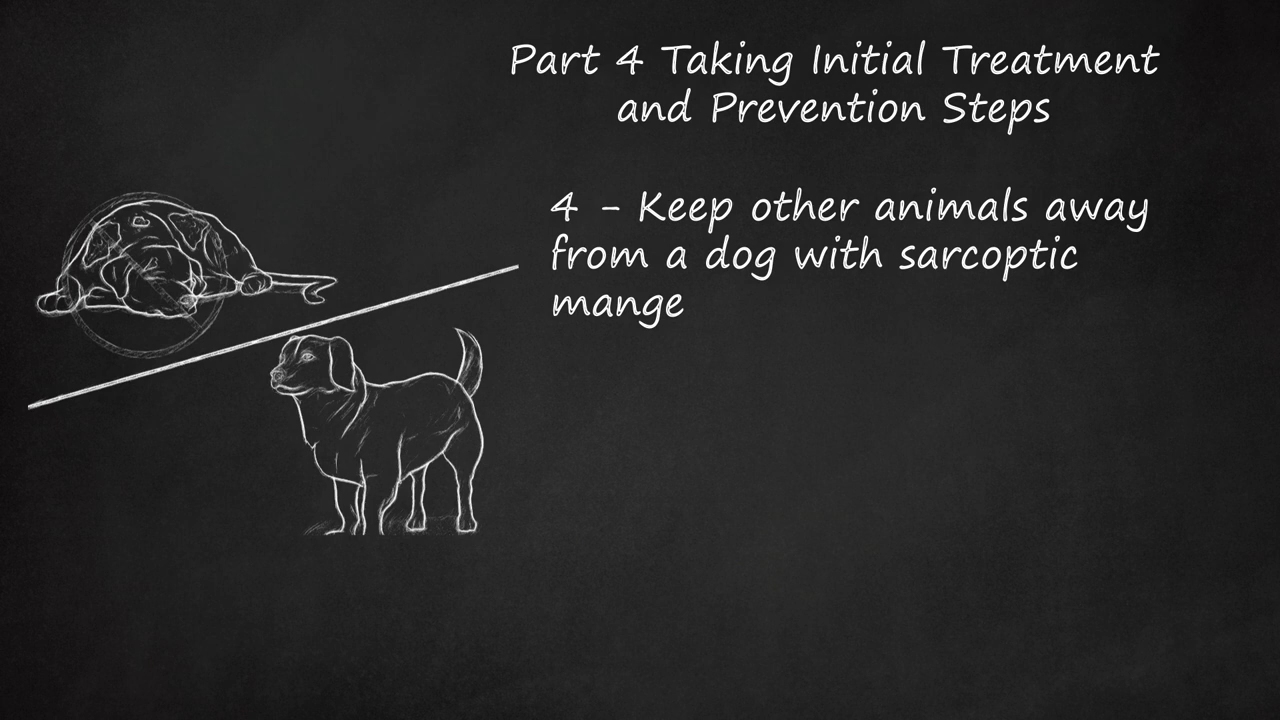 Part 4 Taking Initial Treatment
and Prevention Steps
4 - Keep other animals away
from a dog with sarcoptic
mange